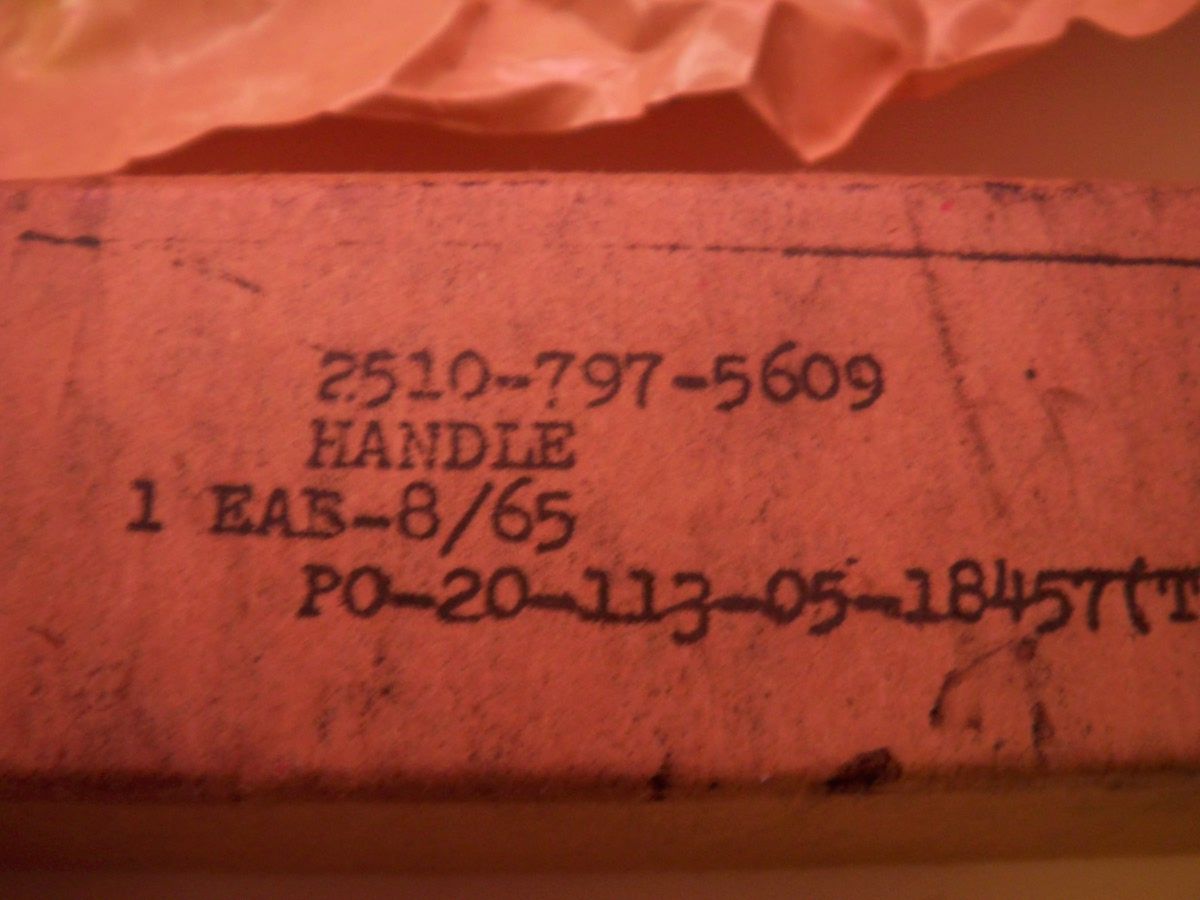 2510-797-5609
HANDLE
1 EAB-8/65
PO-20-113-05-18457(T